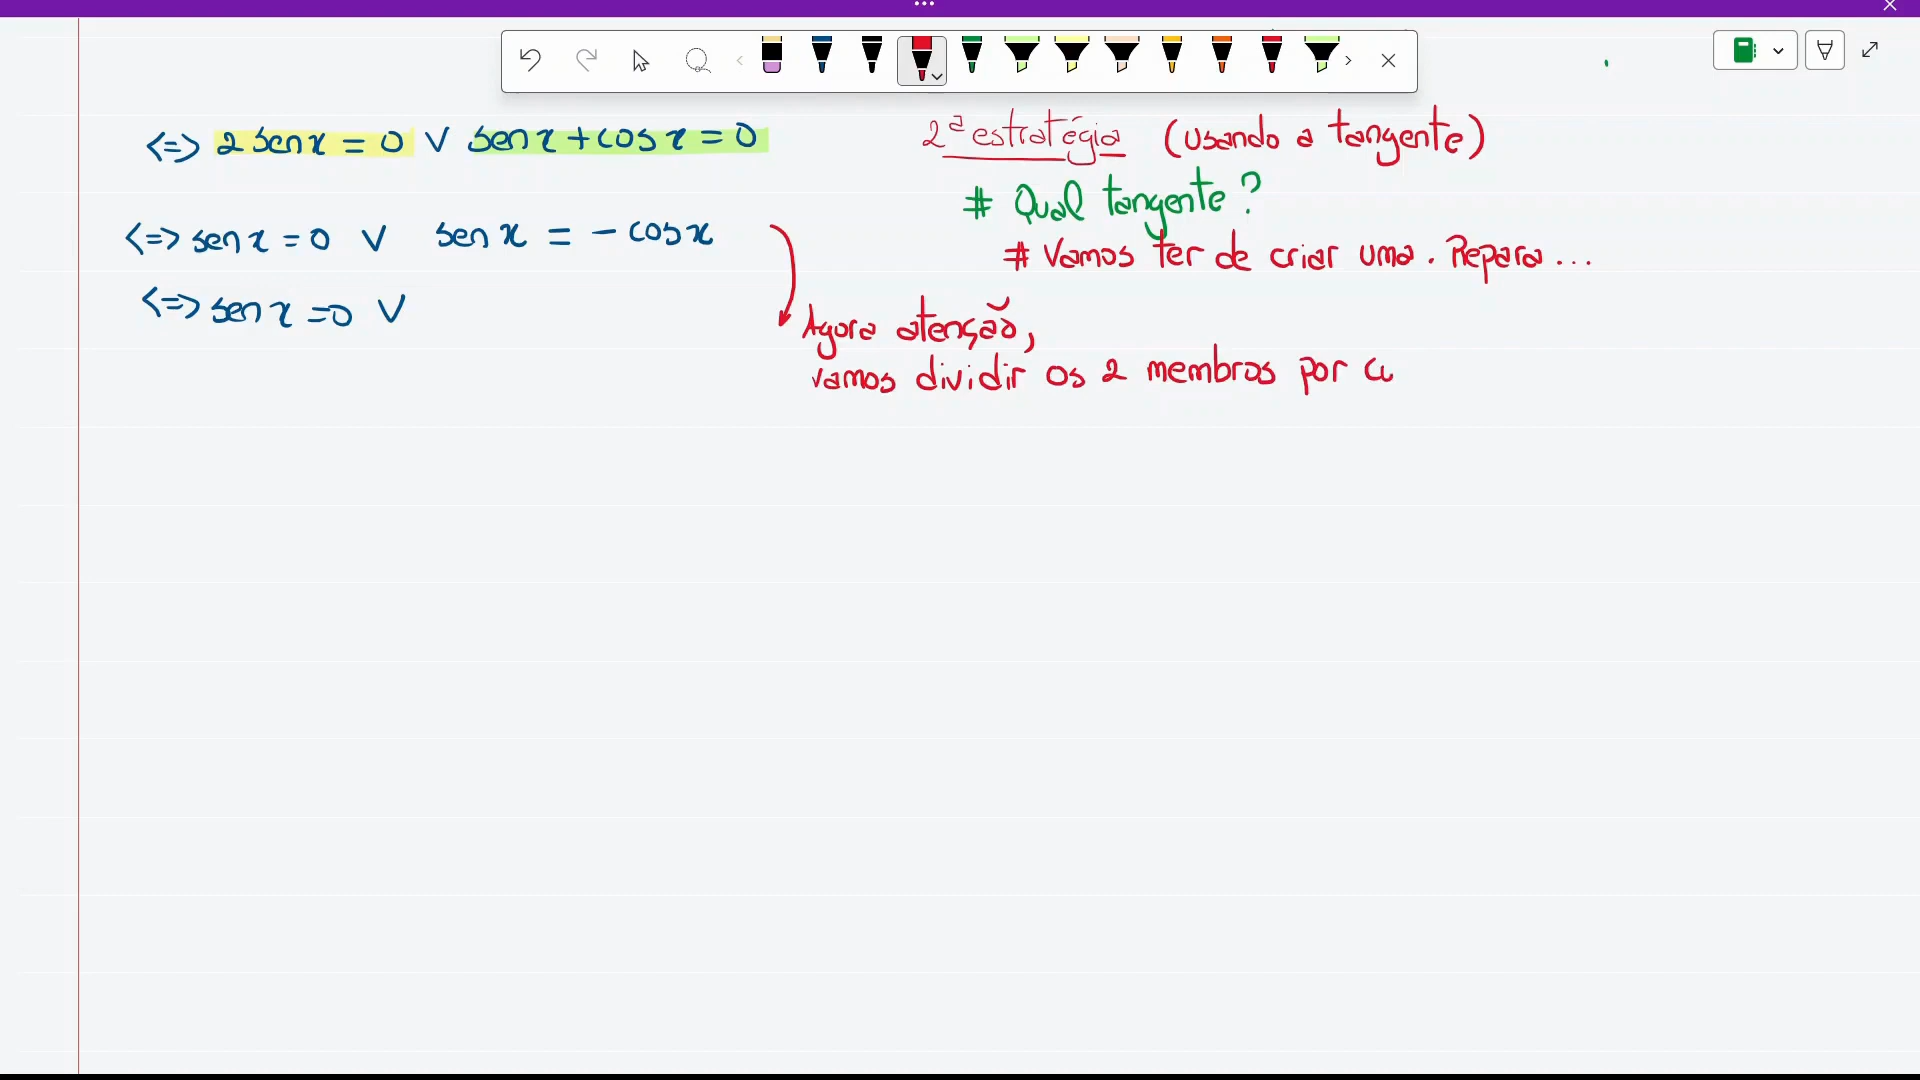 <=> 2 sen x = 0 ∨ sen x + cos x = 0
<=> sen x = 0 ∨ sen x = - cos x
<=> sen x = 0 ∨
2ª estratégia (usando a tangente)
# Qual tangente?
# Vamos ter de criar uma. Repara ...
Agora atenção,
vamos dividir os 2 membros por co